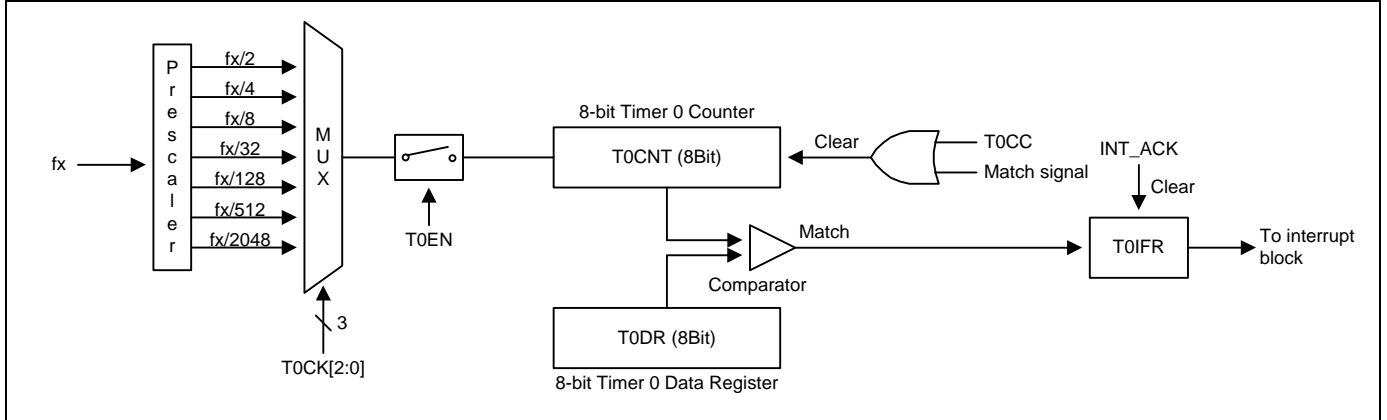 fx
Prescaler
fx/2
fx/4
fx/8
fx/32
fx/128
fx/512
fx/2048
MUX
3
T0CK[2:0]
T0EN
8-bit Timer 0 Counter
T0CNT (8Bit)
Clear
T0CC
Match signal
INT_ACK
Clear
Match
Comparator
T0IFR
To interrupt
block
T0DR (8Bit)
8-bit Timer 0 Data Register